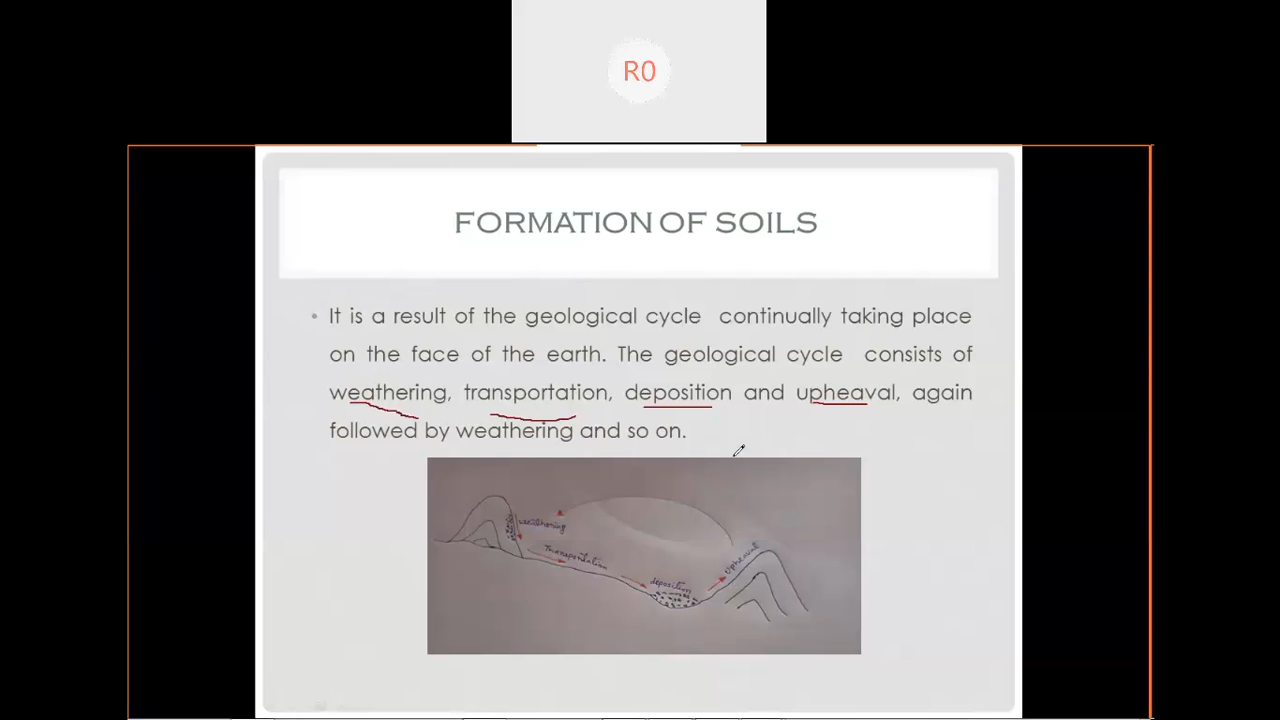 R0
FORMATION OF SOILS
• It is a result of the geological cycle continually taking place
on the face of the earth. The geological cycle consists of
weathering, transportation, deposition and upheaval, again
followed by weathering and so on.
weathering
Transportation
deposition
Upheaval